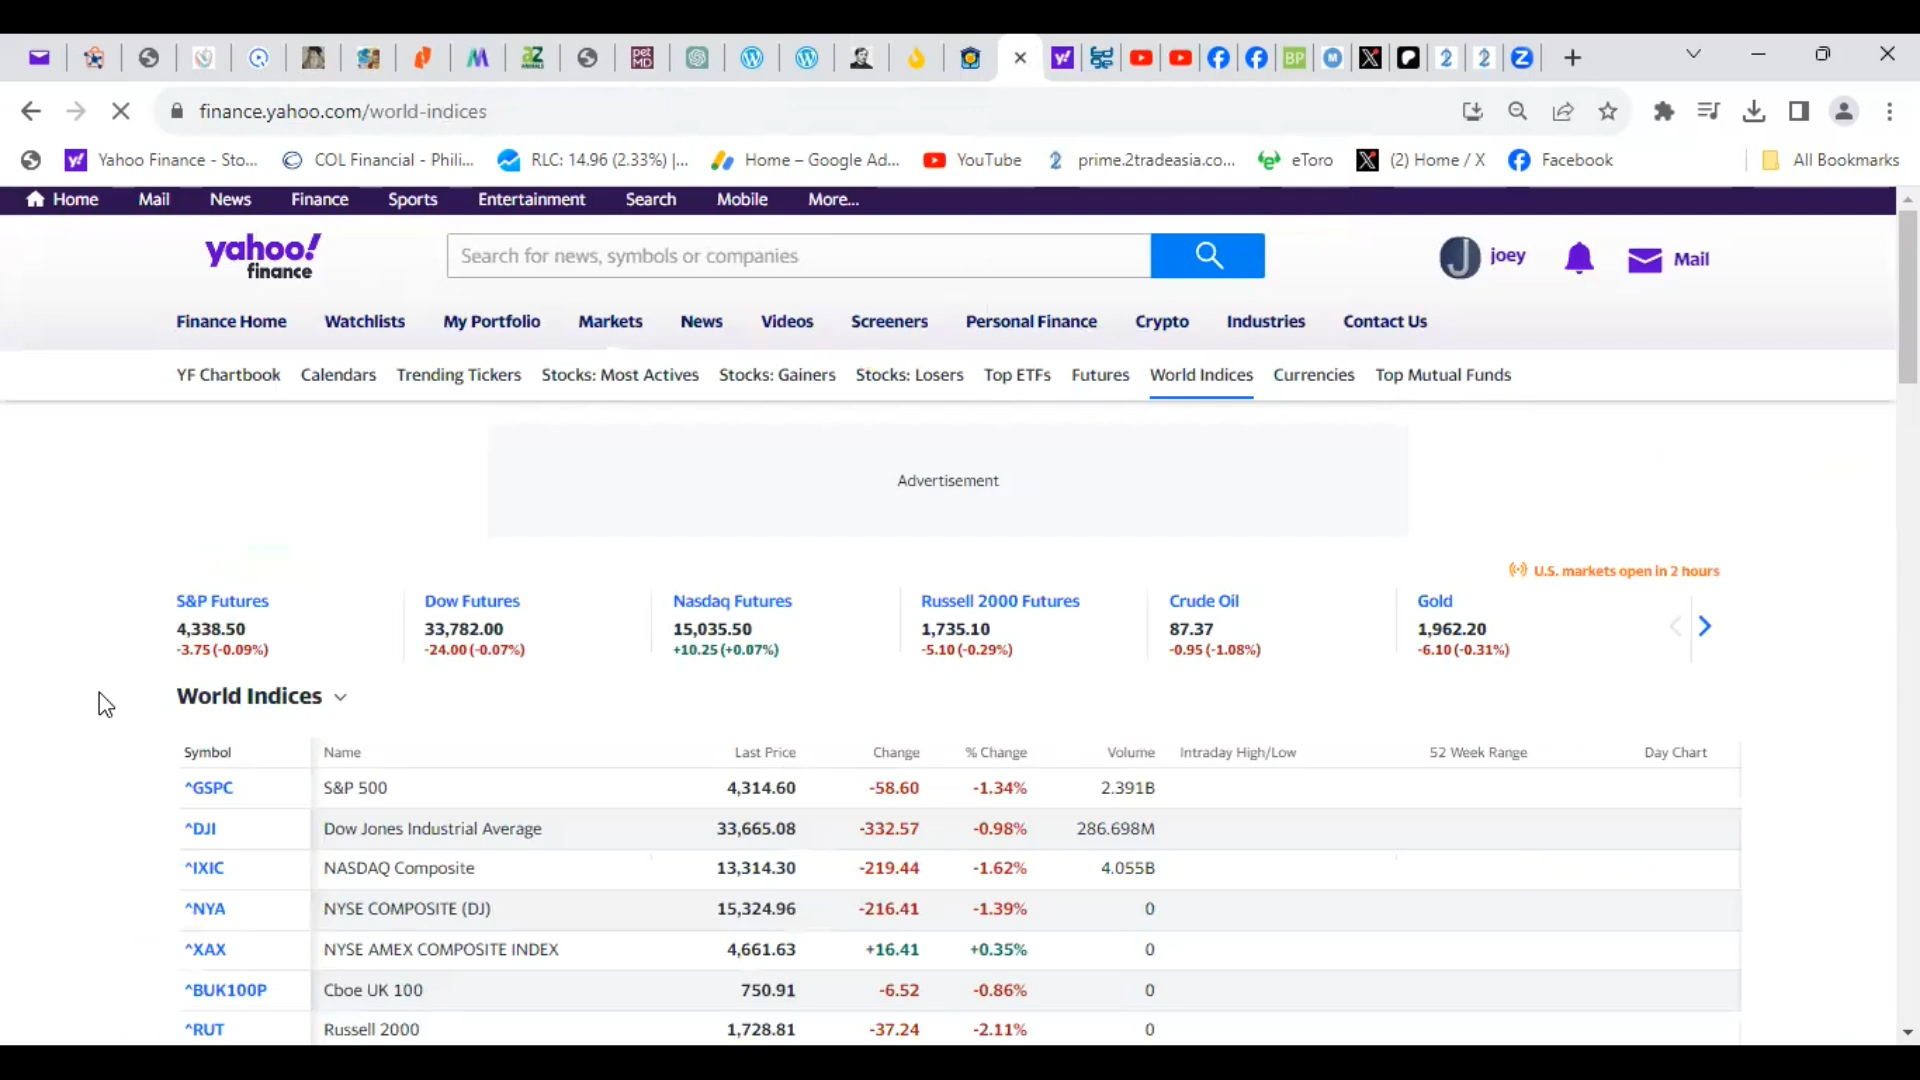 finance.yahoo.com/world-indices
Yahoo Finance - Sto... COL Financial - Phili... RLC: 14.96 (2.33%) |... Home – Google Ad... YouTube 2 prime.2tradeasia.co... eToro (2) Home / X Facebook All Bookmarks
Home Mail News Finance Sports Entertainment Search Mobile More...
yahoo!
finance
Search for news, symbols or companies
J joey Mail
Finance Home Watchlists My Portfolio Markets News Videos Screeners Personal Finance Crypto Industries Contact Us
YF Chartbook Calendars Trending Tickers Stocks: Most Actives Stocks: Gainers Stocks: Losers Top ETFs Futures World Indices Currencies Top Mutual Funds
Advertisement
U.S. markets open in 2 hours
S&P Futures Dow Futures Nasdaq Futures Russell 2000 Futures Crude Oil Gold
4,338.50 33,782.00 15,035.50 1,735.10 87.37 1,962.20
-3.75 (-0.09%) -24.00 (-0.07%) +10.25 (+0.07%) -5.10 (-0.29%) -0.95 (-1.08%) -6.10 (-0.31%)
World Indices
Symbol Name Last Price Change % Change Volume Intraday High/Low 52 Week Range Day Chart
^GSPC S&P 500 4,314.60 -58.60 -1.34% 2.391B
^DJI Dow Jones Industrial Average 33,665.08 -332.57 -0.98% 286.698M
^IXIC NASDAQ Composite 13,314.30 -219.44 -1.62% 4.055B
^NYA NYSE COMPOSITE (DJ) 15,324.96 -216.41 -1.39% 0
^XAX NYSE AMEX COMPOSITE INDEX 4,661.63 +16.41 +0.35% 0
^BUK100P Cboe UK 100 750.91 -6.52 -0.86% 0
^RUT Russell 2000 1,728.81 -37.24 -2.11% 0